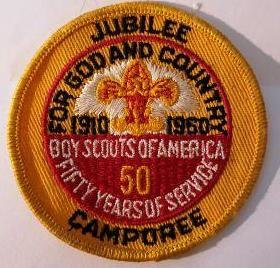 JUBILEE
FOR GOD AND COUNTRY
1910 1960
BOY SCOUTS OF AMERICA
50
FIFTY YEARS OF SERVICE
CAMPOREE